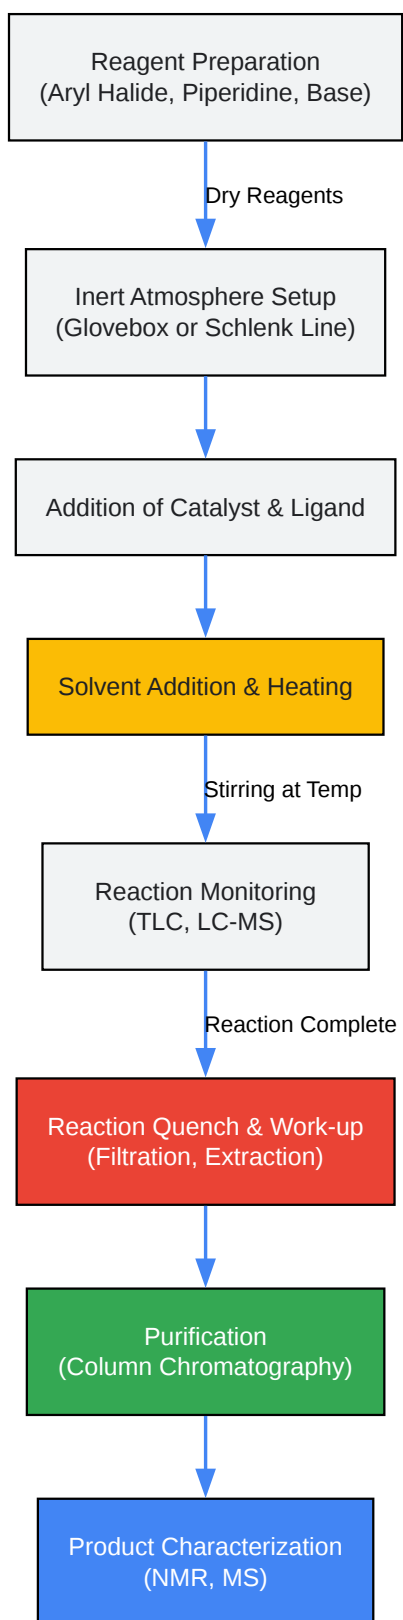 Reagent Preparation
(Aryl Halide, Piperidine, Base)
Dry Reagents
Inert Atmosphere Setup
(Glovebox or Schlenk Line)
Addition of Catalyst & Ligand
Solvent Addition & Heating
Stirring at Temp
Reaction Monitoring
(TLC, LC-MS)
Reaction Complete
Reaction Quench & Work-up
(Filtration, Extraction)
Purification
(Column Chromatography)
Product Characterization
(NMR, MS)